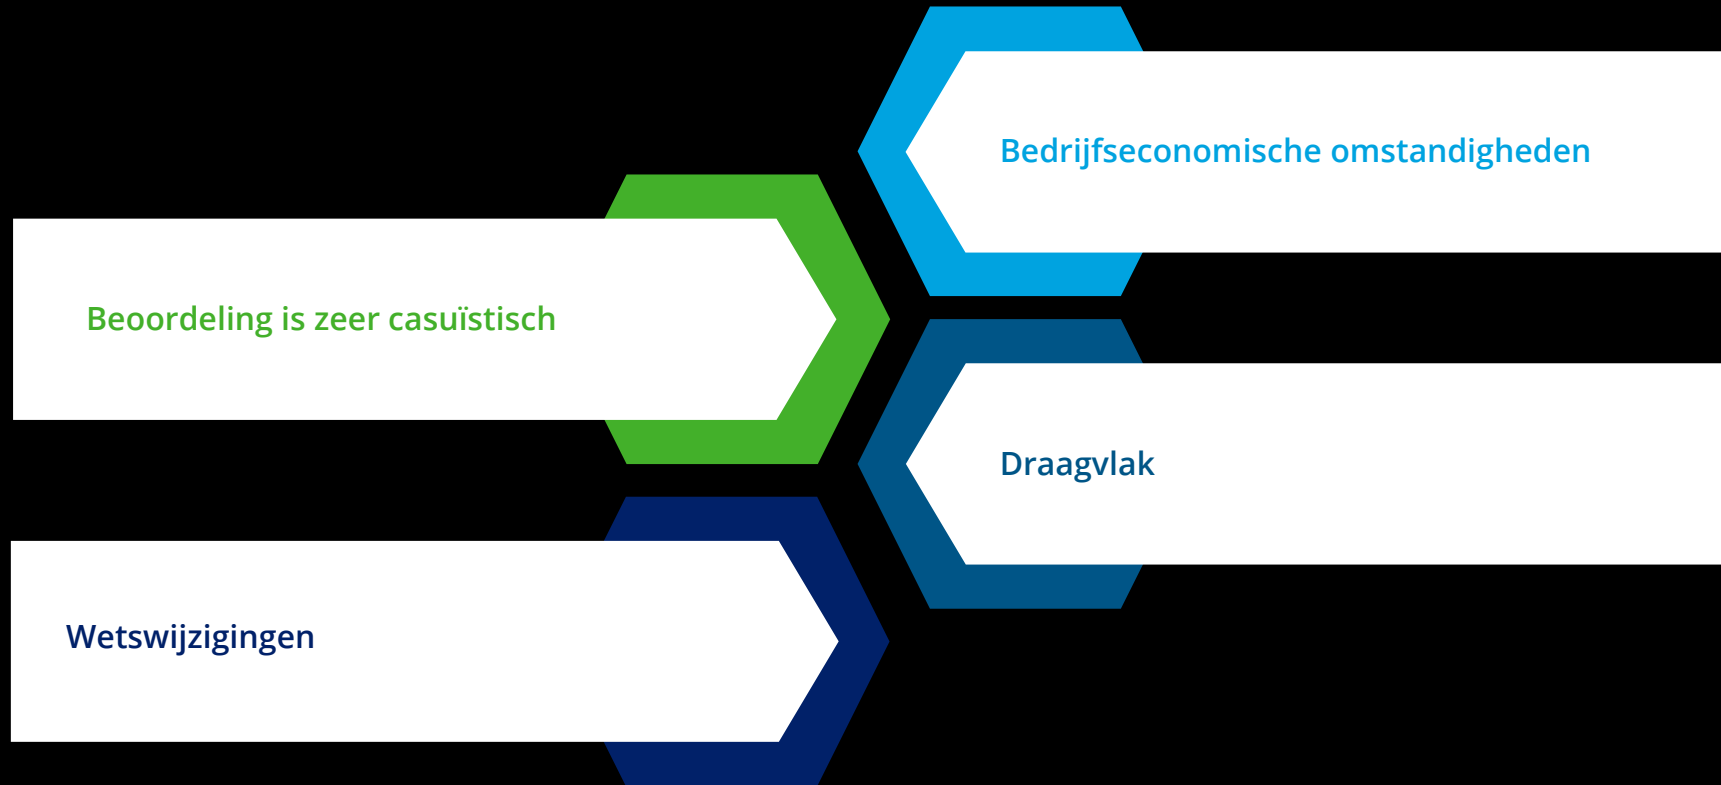 Bedrijfseconomische omstandigheden
Beoordeling is zeer casuïstisch
Draagvlak
Wetswijzigingen